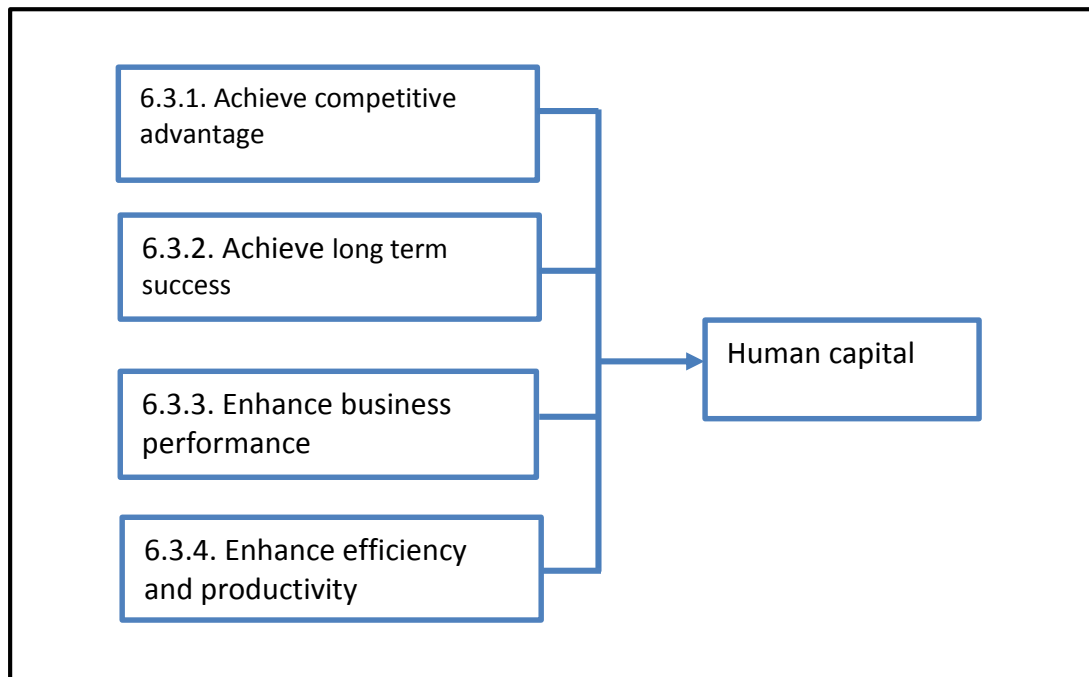 6.3.1. Achieve competitive
advantage
6.3.2. Achieve long term
success
6.3.3. Enhance business
performance
6.3.4. Enhance efficiency
and productivity
Human capital